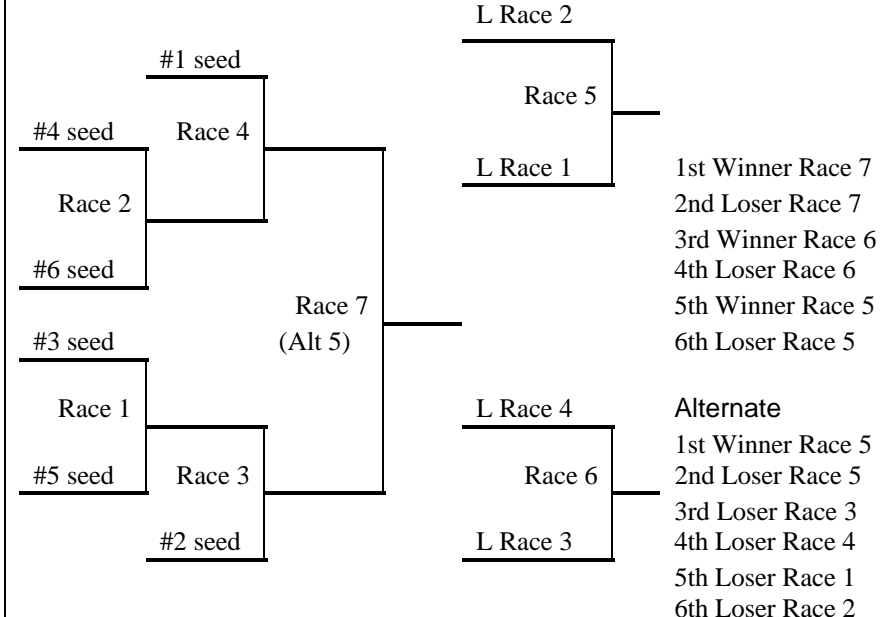 #1 seed
Race 4
#4 seed
Race 2
#6 seed
Race 7
(Alt 5)
#3 seed
Race 1
#5 seed
Race 3
#2 seed
L Race 2
Race 5
L Race 1
L Race 4
Race 6
L Race 3
1st Winner Race 7
2nd Loser Race 7
3rd Winner Race 6
4th Loser Race 6
5th Winner Race 5
6th Loser Race 5
Alternate
1st Winner Race 5
2nd Loser Race 5
3rd Loser Race 3
4th Loser Race 4
5th Loser Race 1
6th Loser Race 2